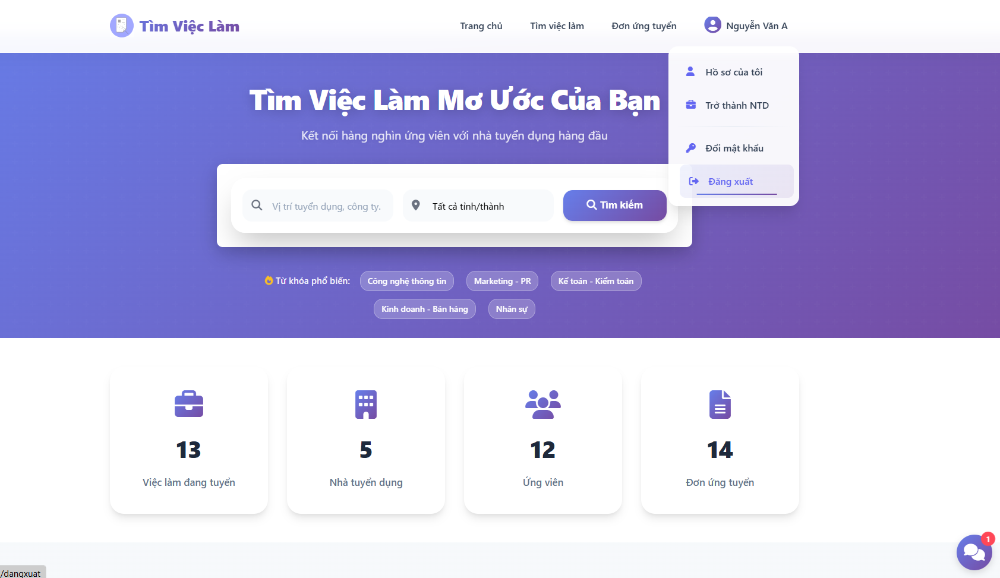 Tìm Việc Làm
Trang chủ
Tìm việc làm
Đơn ứng tuyển
Nguyễn Văn A
Hồ sơ của tôi
Trở thành NTD
Đổi mật khẩu
Đăng xuất
Tìm Việc Làm Mơ Ước Của Bạn
Kết nối hàng nghìn ứng viên với nhà tuyển dụng hàng đầu
Vị trí tuyển dụng, công ty.
Tất cả tỉnh/thành
Tìm kiếm
Từ khóa phổ biến:
Công nghệ thông tin
Marketing - PR
Kế toán - Kiểm toán
Kinh doanh - Bán hàng
Nhân sự
13
Việc làm đang tuyển
5
Nhà tuyển dụng
12
Ứng viên
14
Đơn ứng tuyển
1
/dangxuat